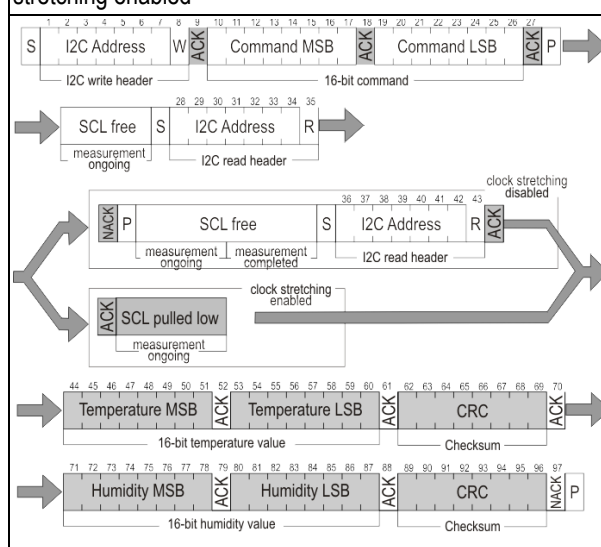 stretching enabled
1 2 3 4 5 6 7 8 9 10 11 12 13 14 15 16 17 18 19 20 21 22 23 24 25 26 27
S I2C Address W ACK Command MSB ACK Command LSB ACK P
I2C write header 16-bit command
28 29 30 31 32 33 34 35
SCL free S I2C Address R
measurement ongoing I2C read header
clock stretching disabled
36 37 38 39 40 41 42 43
NACK P SCL free S I2C Address R ACK
measurement ongoing measurement completed I2C read header
clock stretching enabled
ACK SCL pulled low
measurement ongoing
44 45 46 47 48 49 50 51 52 53 54 55 56 57 58 59 60 61 62 63 64 65 66 67 68 69 70
Temperature MSB ACK Temperature LSB ACK CRC ACK
16-bit temperature value Checksum
71 72 73 74 75 76 77 78 79 80 81 82 83 84 85 86 87 88 89 90 91 92 93 94 95 96 97
Humidity MSB ACK Humidity LSB ACK CRC NACK P
16-bit humidity value Checksum